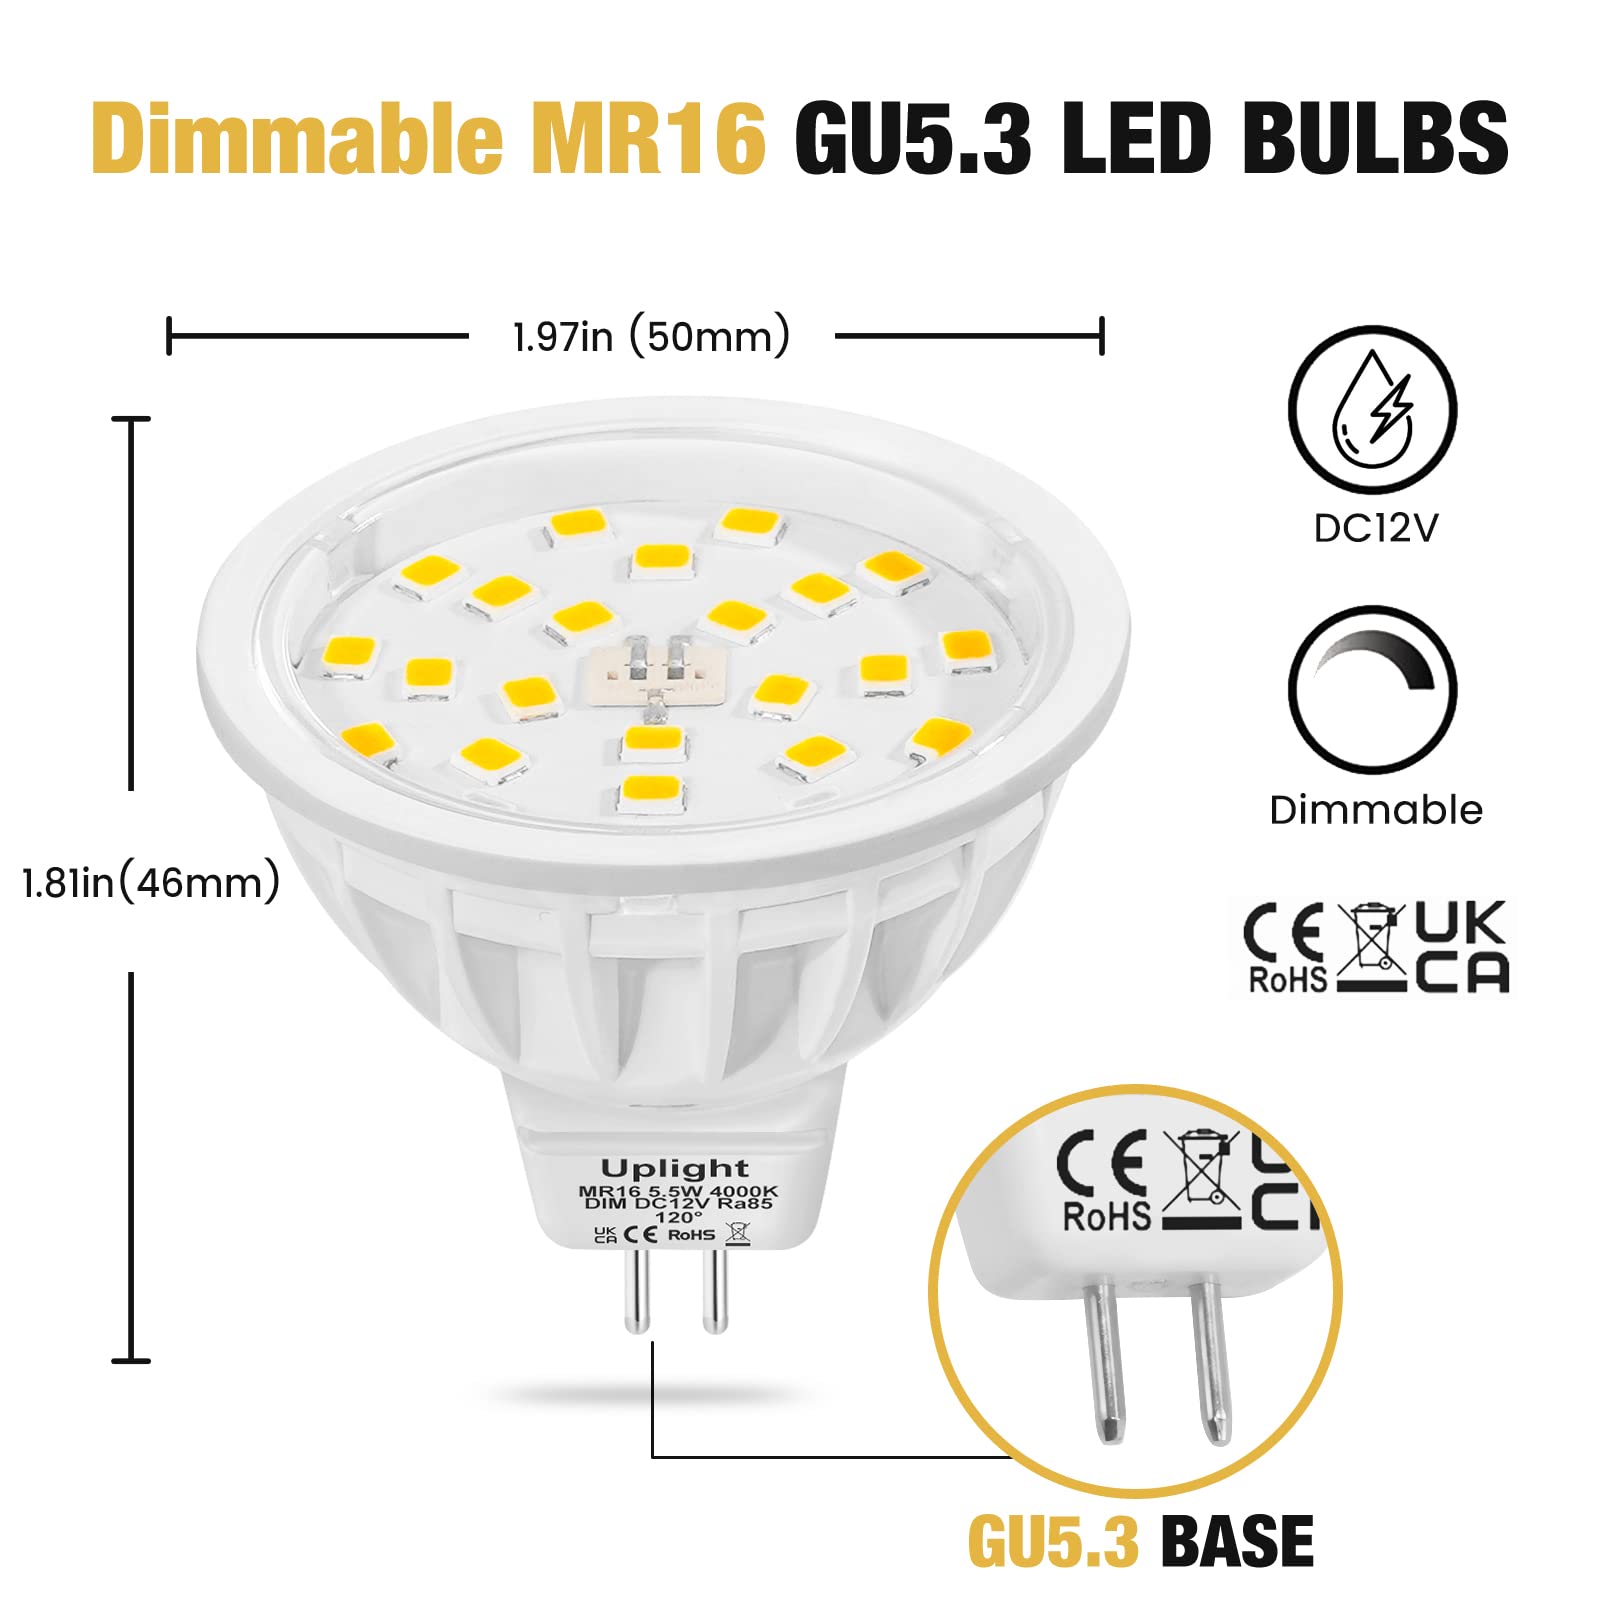 Dimmable MR16 GU5.3 LED BULBS
1.97in (50mm)
DC12V
Dimmable
1.81in(46mm)
CE
RoHS
UK
CA
Uplight
MR16 5.5W 4000K
DIM DC12V Ra85
120°
UK
CA CE RoHS
CE
RoHS
GU5.3 BASE